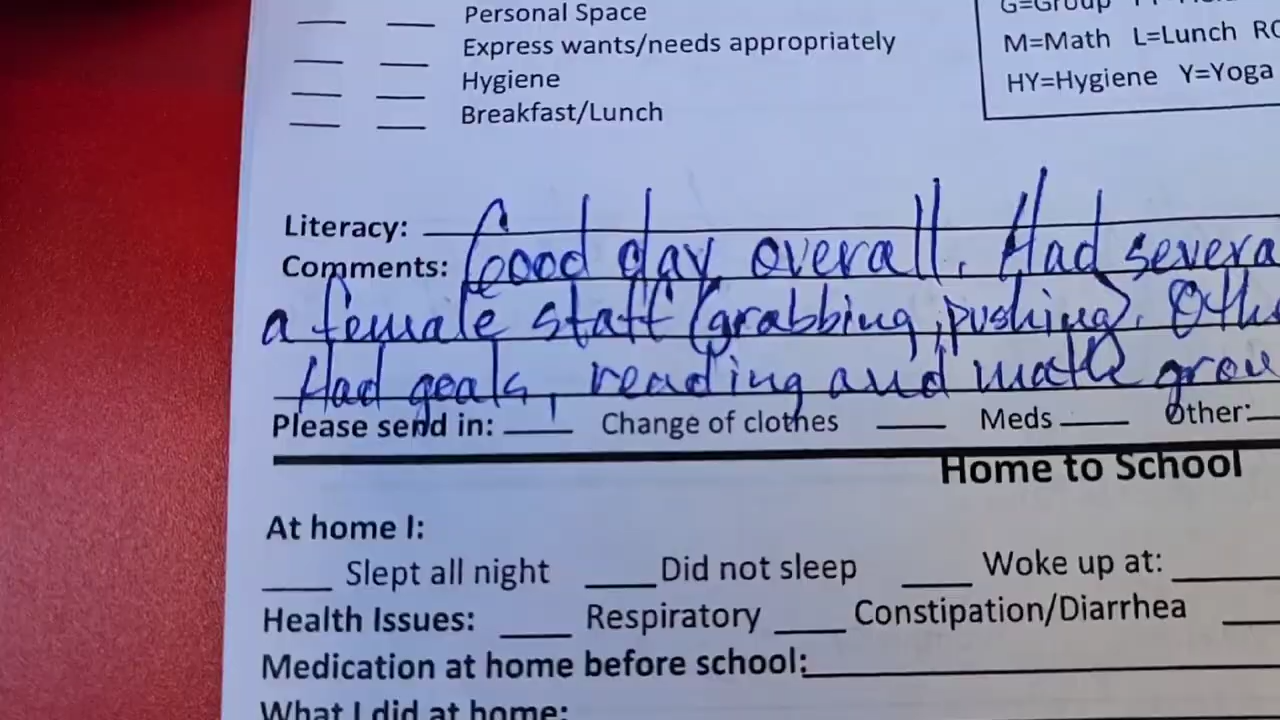 Personal Space
Express wants/needs appropriately
Hygiene
Breakfast/Lunch
G=Group
M=Math L=Lunch
HY=Hygiene Y=Yoga
Literacy:
Comments: Good day overall. Had severa
a female staff (grabbing, pushing). Oth
Had goals, reading and math grou
Please send in: Change of clothes Meds Other:
Home to School
At home I:
Slept all night Did not sleep Woke up at:
Health Issues: Respiratory Constipation/Diarrhea
Medication at home before school:
What I did at home: